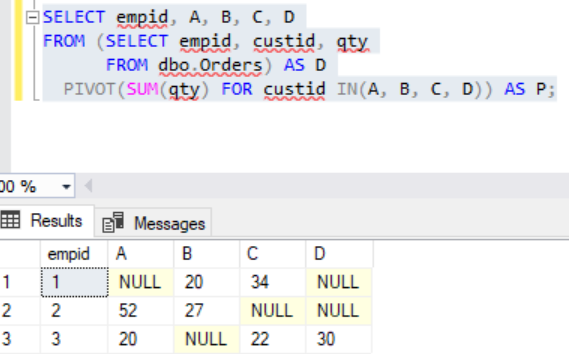 SELECT empid, A, B, C, D
FROM (SELECT empid, custid, qty
FROM dbo.Orders) AS D
PIVOT(SUM(qty) FOR custid IN(A, B, C, D)) AS P;
00 %
Results Messages
empid A B C D
1 1 NULL 20 34 NULL
2 2 52 27 NULL NULL
3 3 20 NULL 22 30